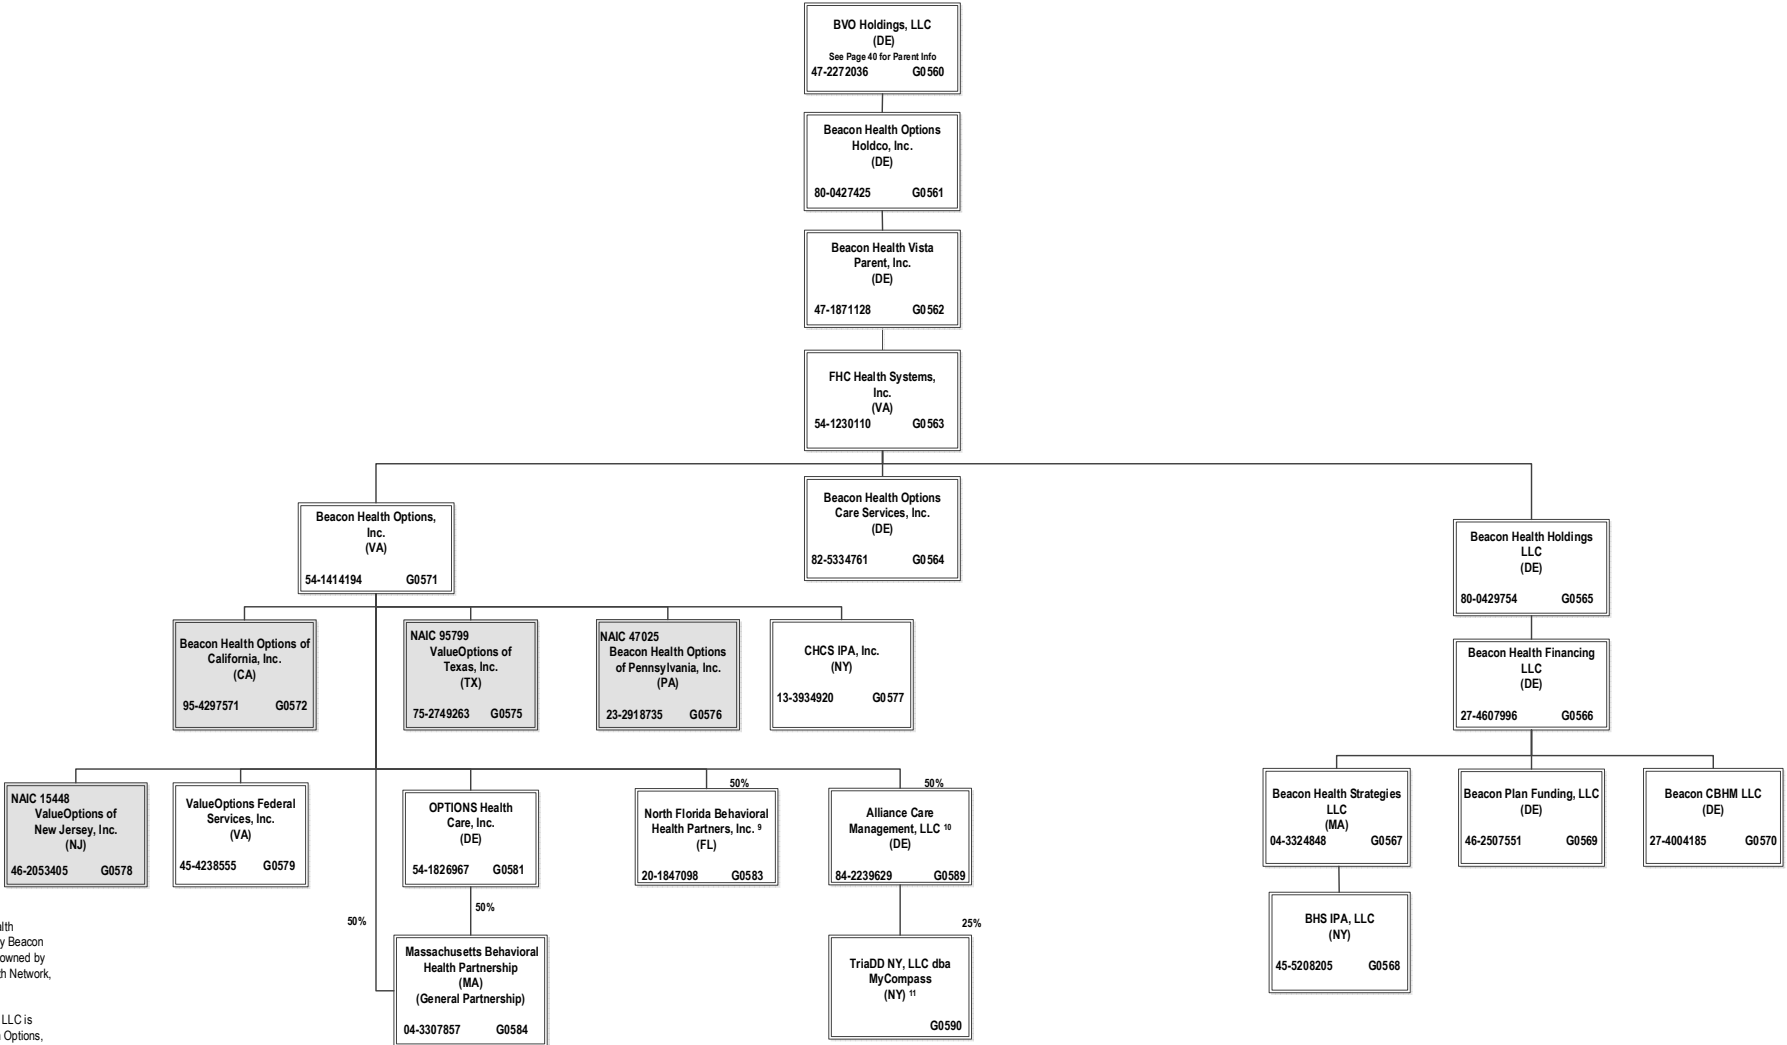 BVO Holdings, LLC
(DE)
See Page 40 for Parent Info
47-2272036 G0560
Beacon Health Options
Holdco, Inc.
(DE)
80-0427425 G0561
Beacon Health Vista
Parent, Inc.
(DE)
47-1871128 G0562
FHC Health Systems,
Inc.
(VA)
54-1230110 G0563
Beacon Health Options,
Inc.
(VA)
54-1414194 G0571
Beacon Health Options
Care Services, Inc.
(DE)
82-5334761 G0564
Beacon Health Holdings
LLC
(DE)
80-0429754 G0565
Beacon Health Options of
California, Inc.
(CA)
95-4297571 G0572
NAIC 95799
ValueOptions of
Texas, Inc.
(TX)
75-2749263 G0575
NAIC 47025
Beacon Health Options
of Pennsylvania, Inc.
(PA)
23-2918735 G0576
CHCS IPA, Inc.
(NY)
13-3934920 G0577
Beacon Health Financing
LLC
(DE)
27-4607996 G0566
NAIC 15448
ValueOptions of
New Jersey, Inc.
(NJ)
46-2053405 G0578
ValueOptions Federal
Services, Inc.
(VA)
45-4238555 G0579
OPTIONS Health
Care, Inc.
(DE)
54-1826967 G0581
50%
North Florida Behavioral
Health Partners, Inc. ⁹
(FL)
20-1847098 G0583
50%
Alliance Care
Management, LLC ¹⁰
(DE)
84-2239629 G0589
Beacon Health Strategies
LLC
(MA)
04-3324848 G0567
Beacon Plan Funding, LLC
(DE)
46-2507551 G0569
Beacon CBHM LLC
(DE)
27-4004185 G0570
50%
50%
Massachusetts Behavioral
Health Partnership
(MA)
(General Partnership)
04-3307857 G0584
25%
TriaDD NY, LLC dba
MyCompass
(NY) ¹¹
G0590
BHS IPA, LLC
(NY)
45-5208205 G0568
alth
y Beacon
owned by
th Network,
LLC is
Options,